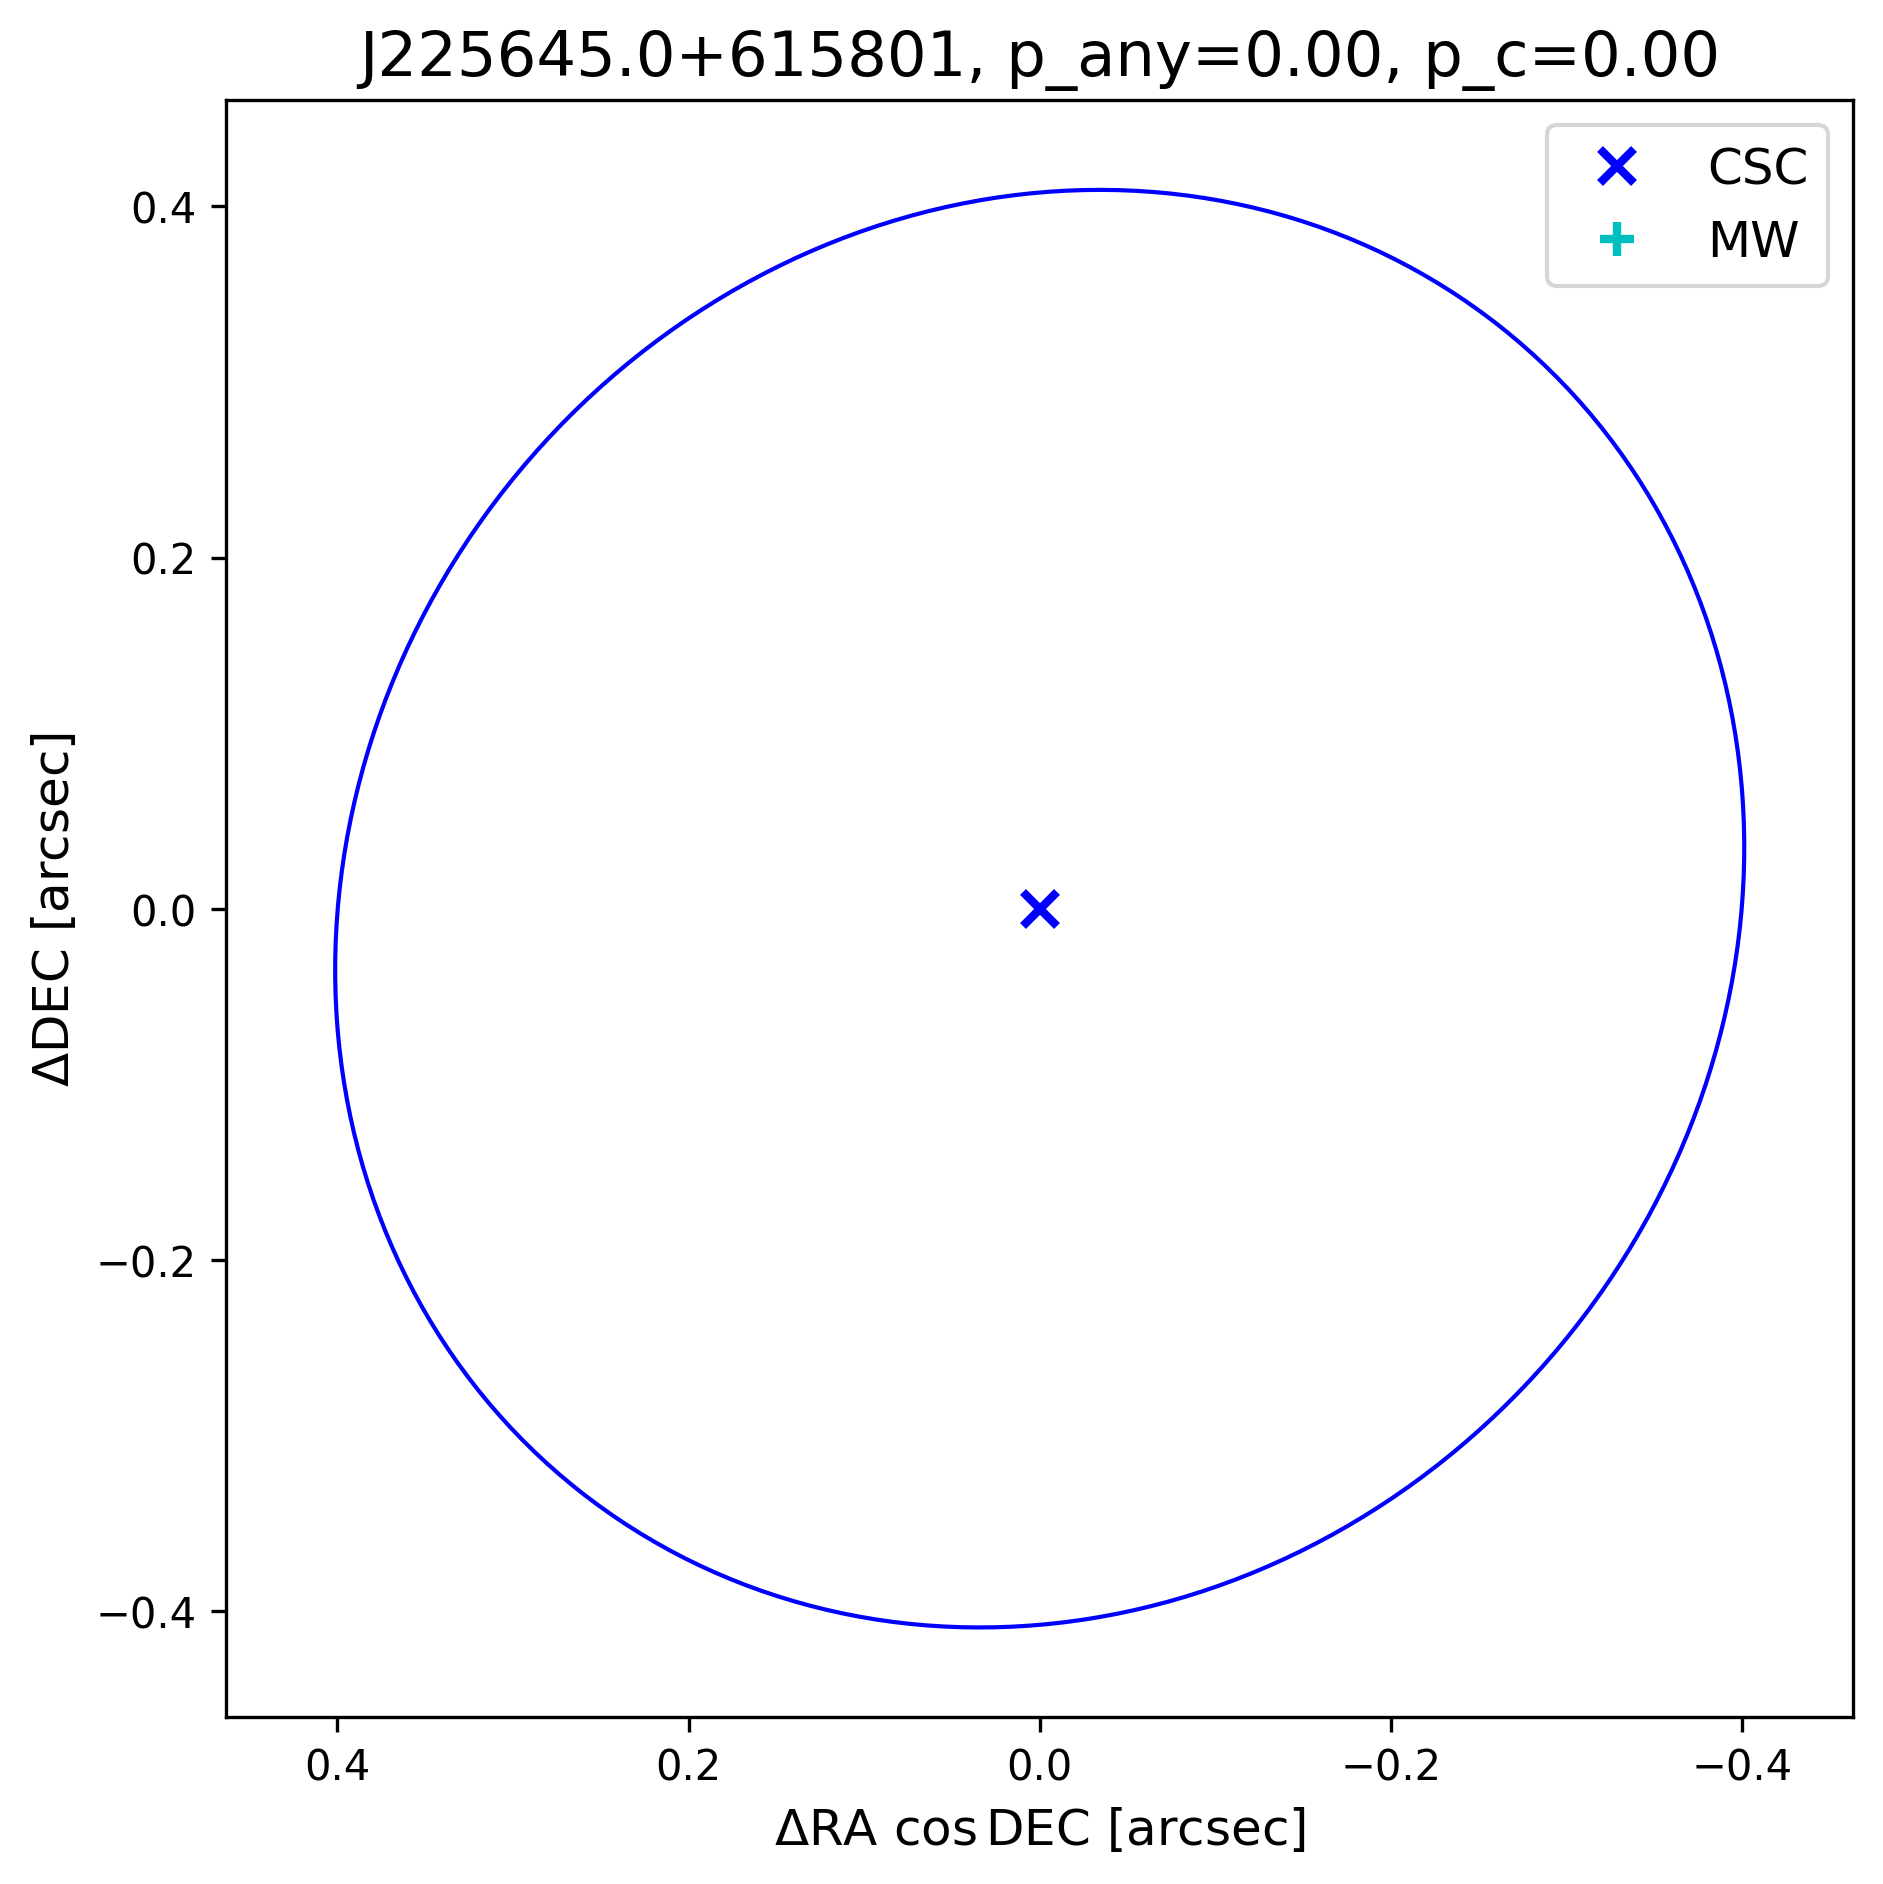 J225645.0+615801, p_any=0.00, p_c=0.00
CSC
MW
0.4
0.2
0.0
−0.2
−0.4
ΔDEC [arcsec]
0.4 0.2 0.0 −0.2 −0.4
ΔRA cos DEC [arcsec]